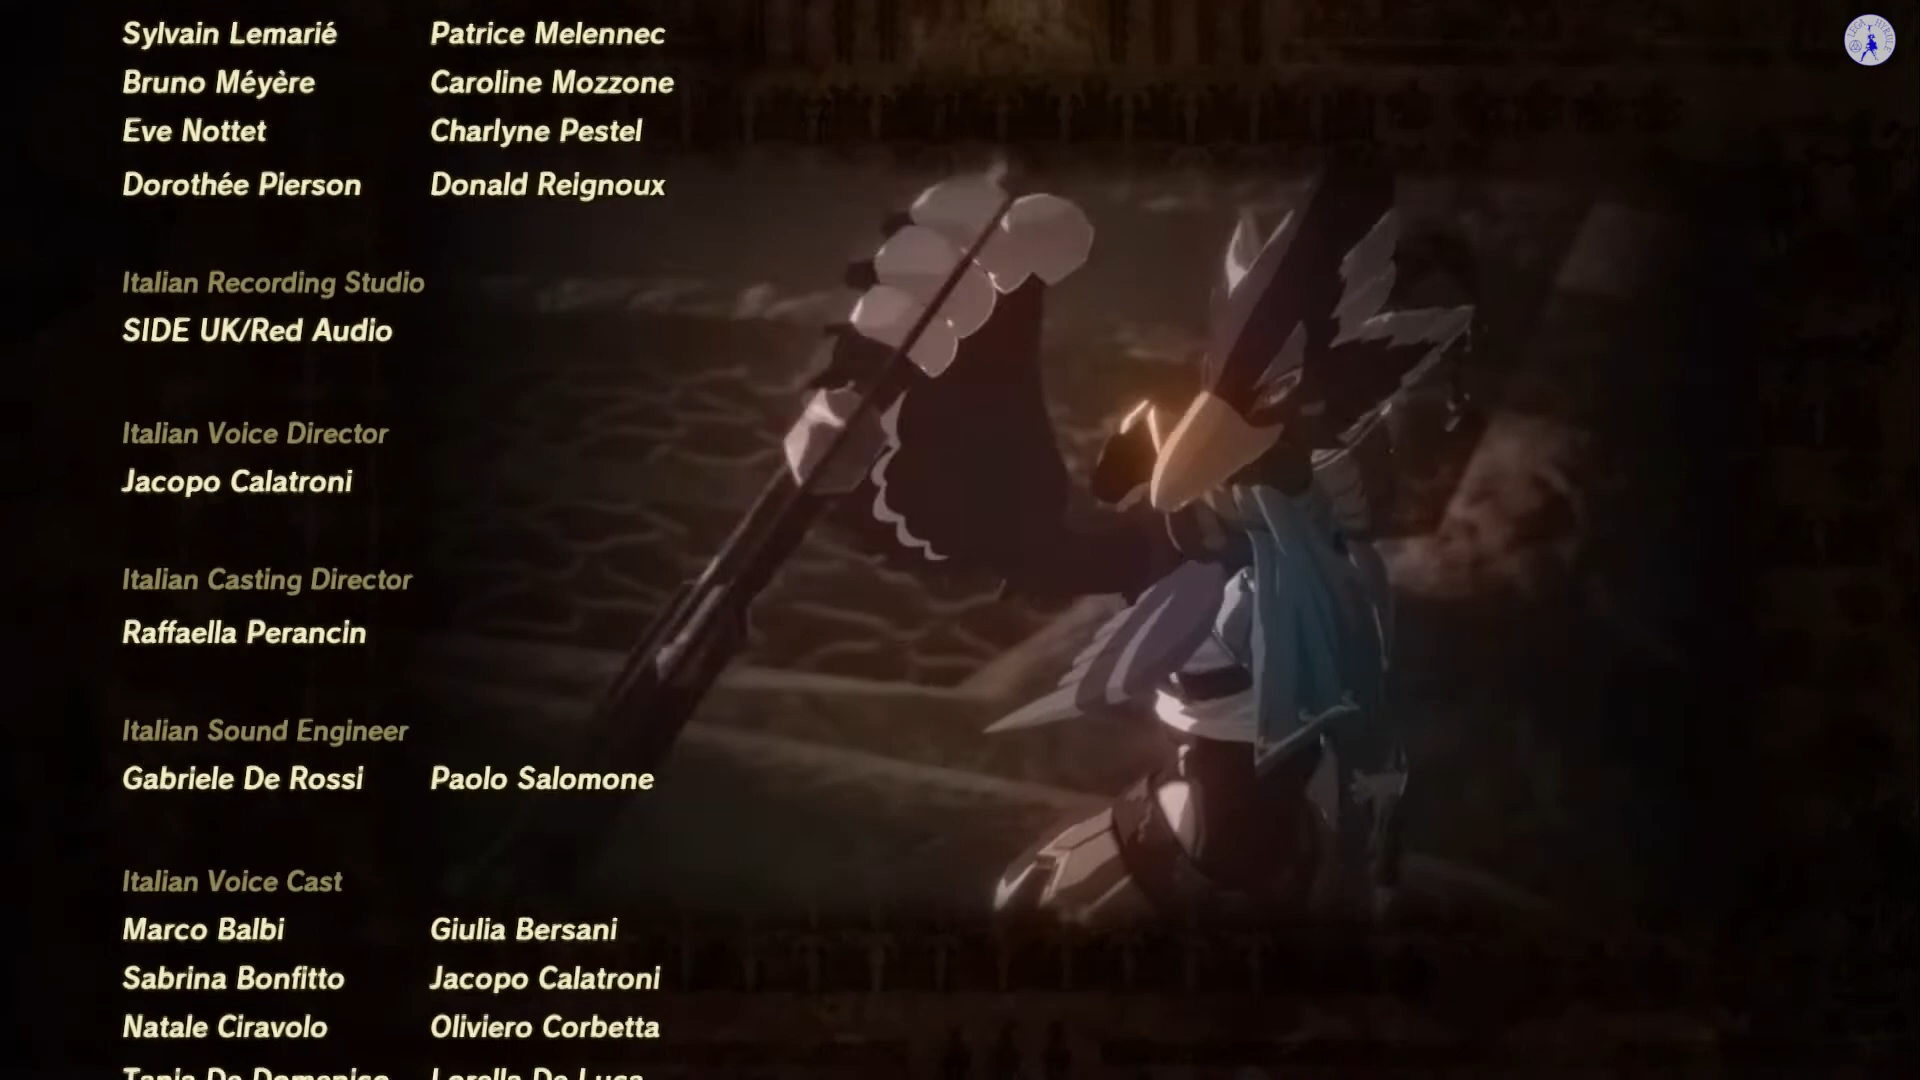 Sylvain Lemarié Patrice Melennec
Bruno Méyère Caroline Mozzone
Eve Nottet Charlyne Pestel
Dorothée Pierson Donald Reignoux
Italian Recording Studio
SIDE UK/Red Audio
Italian Voice Director
Jacopo Calatroni
Italian Casting Director
Raffaella Perancin
Italian Sound Engineer
Gabriele De Rossi Paolo Salomone
Italian Voice Cast
Marco Balbi Giulia Bersani
Sabrina Bonfitto Jacopo Calatroni
Natale Ciravolo Oliviero Corbetta